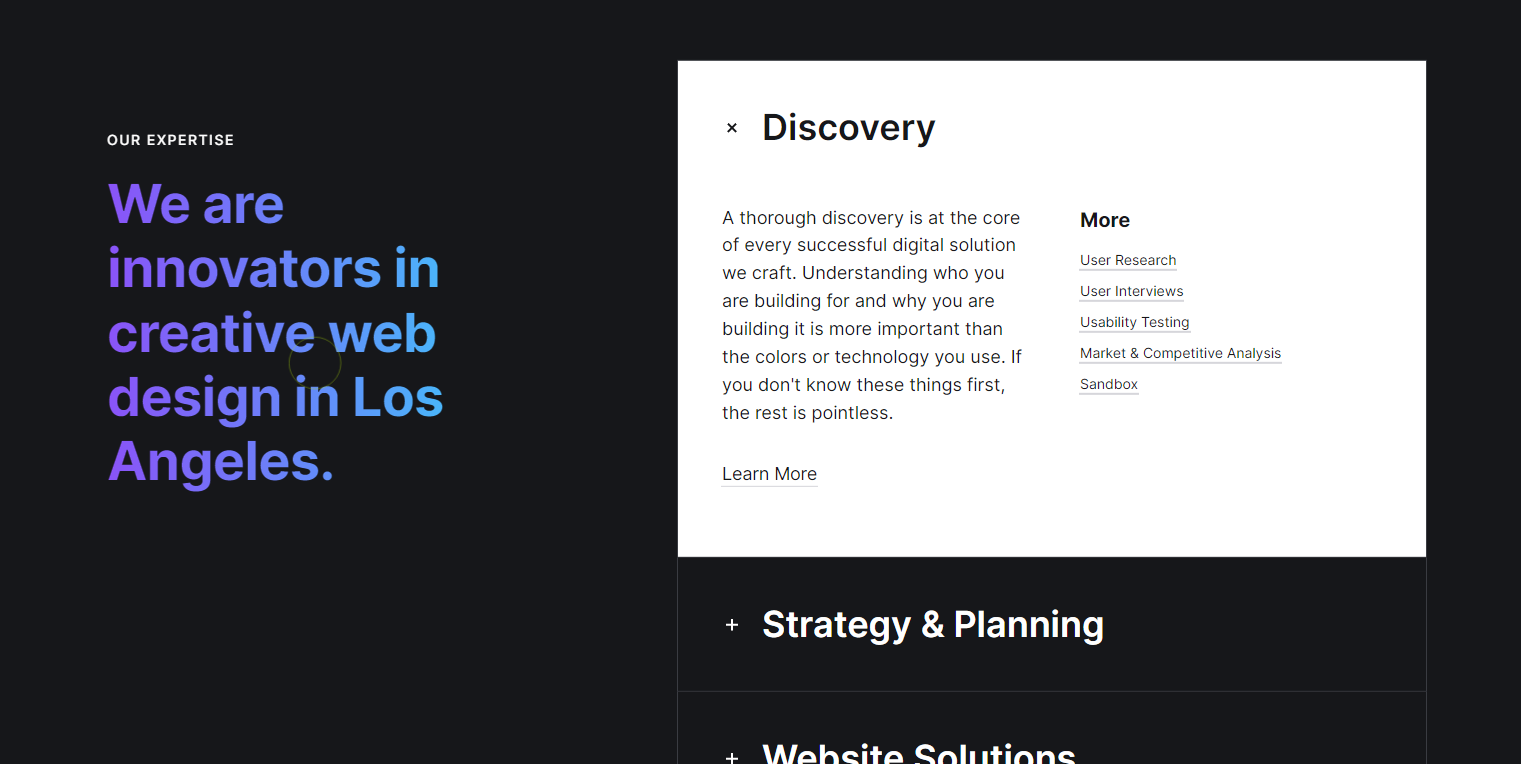 OUR EXPERTISE
We are
innovators in
creative web
design in Los
Angeles.
Discovery
A thorough discovery is at the core
of every successful digital solution
we craft. Understanding who you
are building for and why you are
building it is more important than
the colors or technology you use. If
you don't know these things first,
the rest is pointless.
Learn More
More
User Research
User Interviews
Usability Testing
Market & Competitive Analysis
Sandbox
Strategy & Planning
Website Solutions